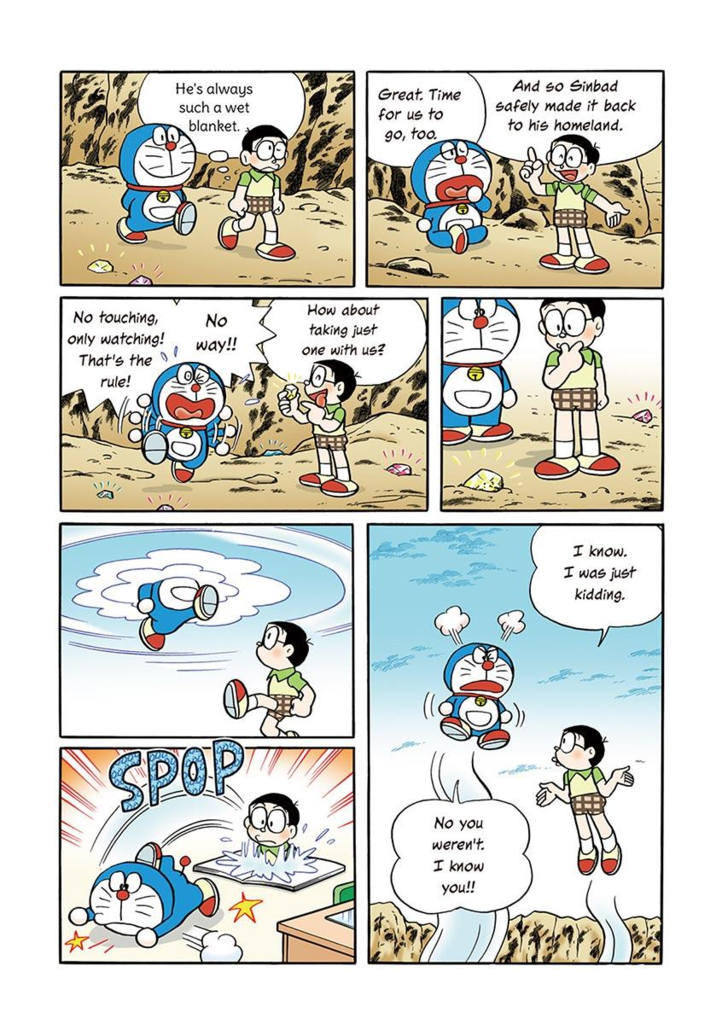 And so Sinbad
safely made it back
to his homeland.
Great. Time
for us to
go, too.
He's always
such a wet
blanket.
How about
taking just
one with us?
No
way!!
No touching,
only watching!
That's the
rule!
I know.
I was just
kidding.
No you
weren't.
I know
you!!
SPOP